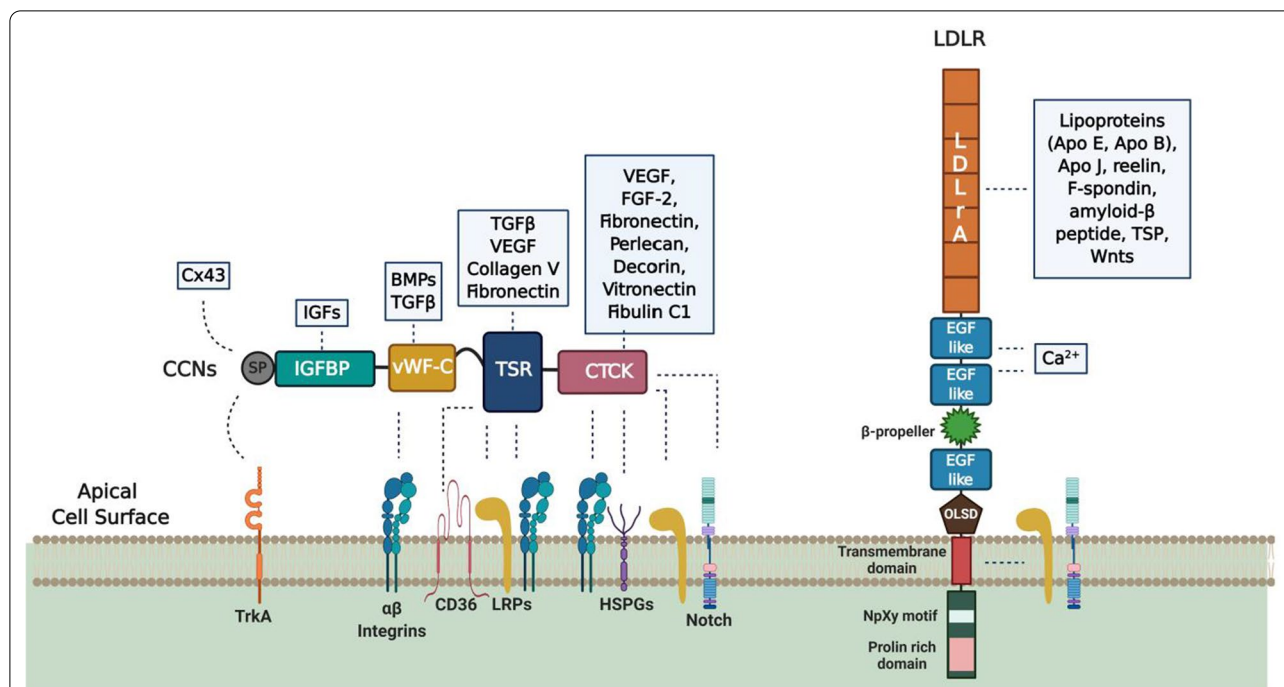 LDLR
LDLrA
Lipoproteins
(Apo E, Apo B),
Apo J, reelin,
F-spondin,
amyloid-β
peptide, TSP,
Wnts
VEGF,
FGF-2,
Fibronectin,
Perlecan,
Decorin,
Vitronectin
Fibulin C1
TGFβ
VEGF
Collagen V
Fibronectin
Cx43
BMPs
TGFβ
IGFs
CCNs
SP
IGFBP
vWF-C
TSR
CTCK
EGF
like
Ca²⁺
EGF
like
β-propeller
EGF
like
Apical
Cell Surface
OLSD
Transmembrane
domain
TrkA
αβ
Integrins
CD36
LRPs
HSPGs
Notch
NpXy motif
Prolin rich
domain